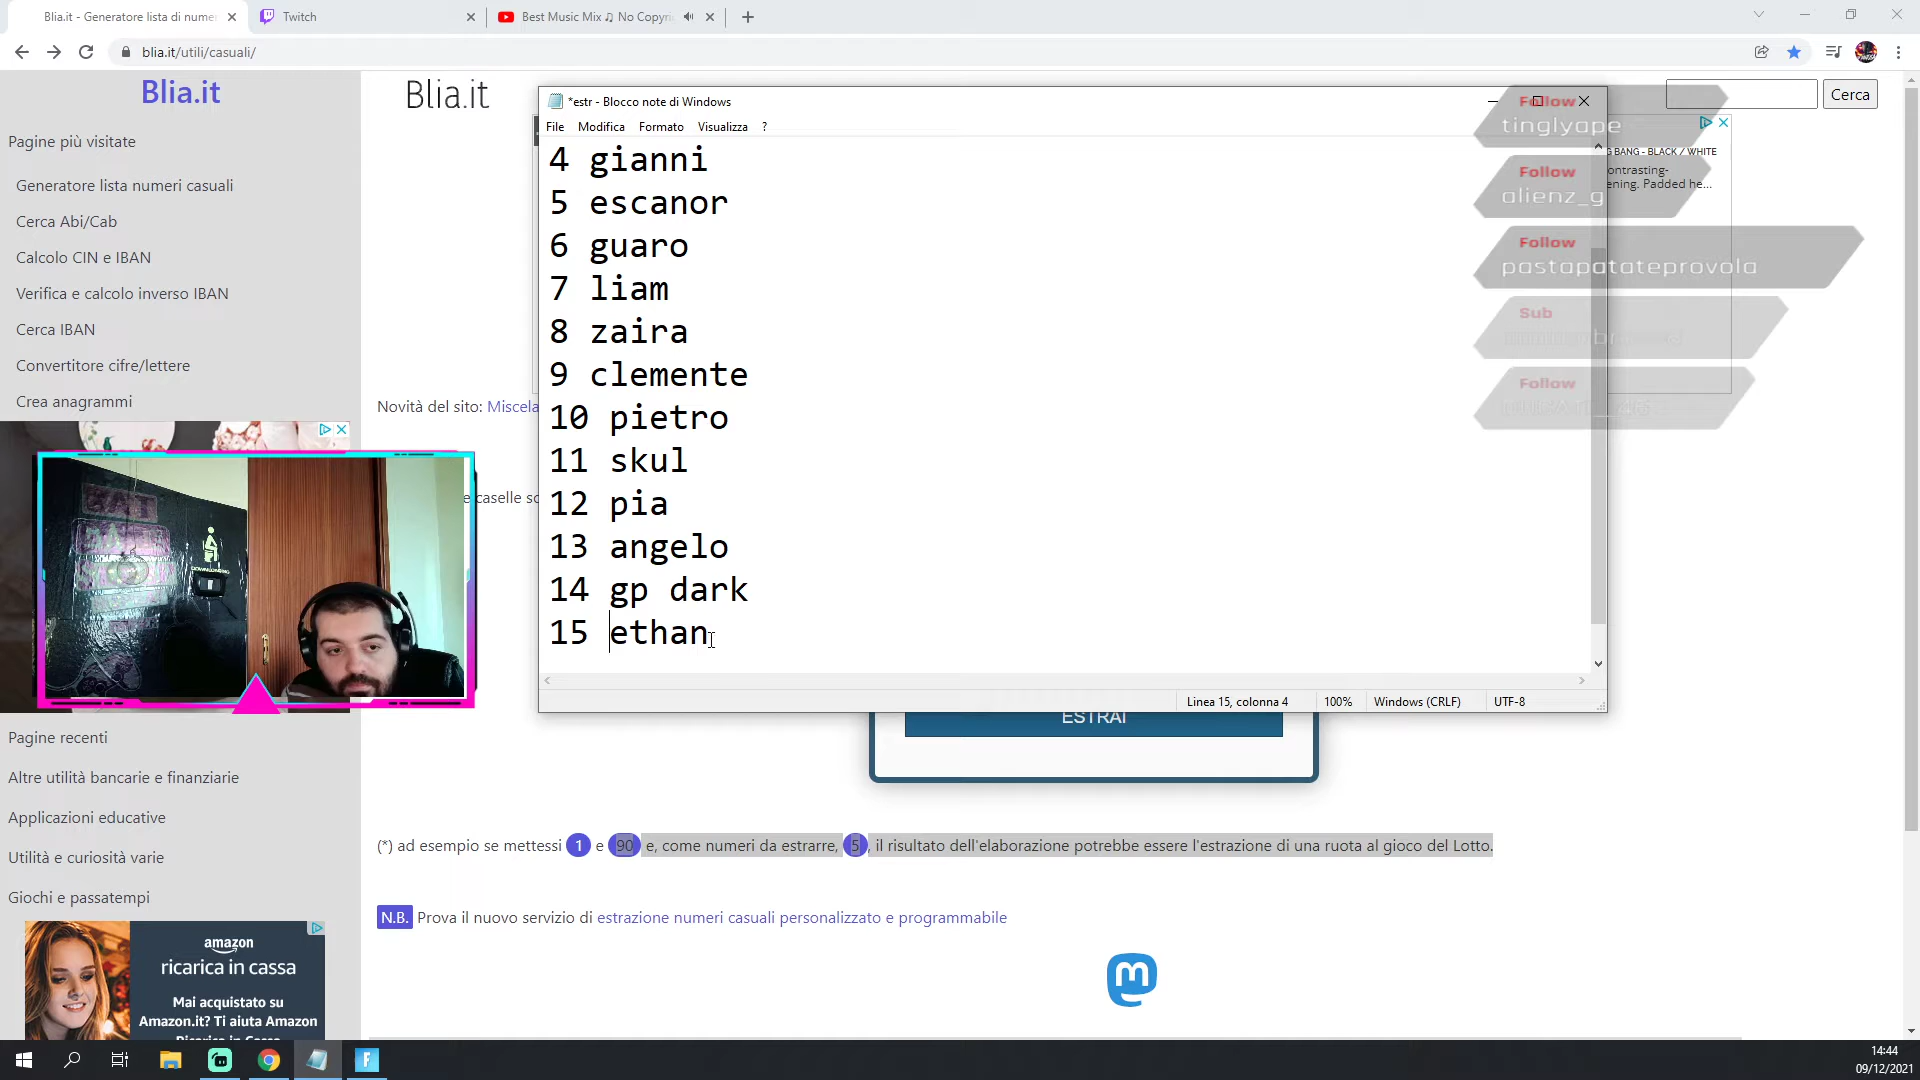 Blia.it - Generatore lista di nume
Twitch
Best Music Mix ♫ No Copyri
blia.it/utili/casuali/
Blia.it
Pagine più visitate
Generatore lista numeri casuali
Cerca Abi/Cab
Calcolo CIN e IBAN
Verifica e calcolo inverso IBAN
Cerca IBAN
Convertitore cifre/lettere
Crea anagrammi
Pagine recenti
Altre utilità bancarie e finanziarie
Applicazioni educative
Utilità e curiosità varie
Giochi e passatempi
amazon
ricarica in cassa
Mai acquistato su
Amazon.it? Ti aiuta Amazon
Ricarica in Cassa
Blia.it
Cerca
Novità del sito: Miscela
e caselle so
*estr - Blocco note di Windows
File Modifica Formato Visualizza ?
4 gianni
5 escanor
6 guaro
7 liam
8 zaira
9 clemente
10 pietro
11 skul
12 pia
13 angelo
14 gp dark
15 ethan
Linea 15, colonna 4
100%
Windows (CRLF)
UTF-8
Follow
tinglyape
Follow
alienz_g
Follow
pastapatateprovola
Sub
Follow
G BANG - BLACK / WHITE
ontrasting-
ening. Padded he...
ESTRAI
(*) ad esempio se mettessi 1 e 90 e, come numeri da estrarre, 5, il risultato dell'elaborazione potrebbe essere l'estrazione di una ruota al gioco del Lotto.
N.B. Prova il nuovo servizio di estrazione numeri casuali personalizzato e programmabile
14:44
09/12/2021